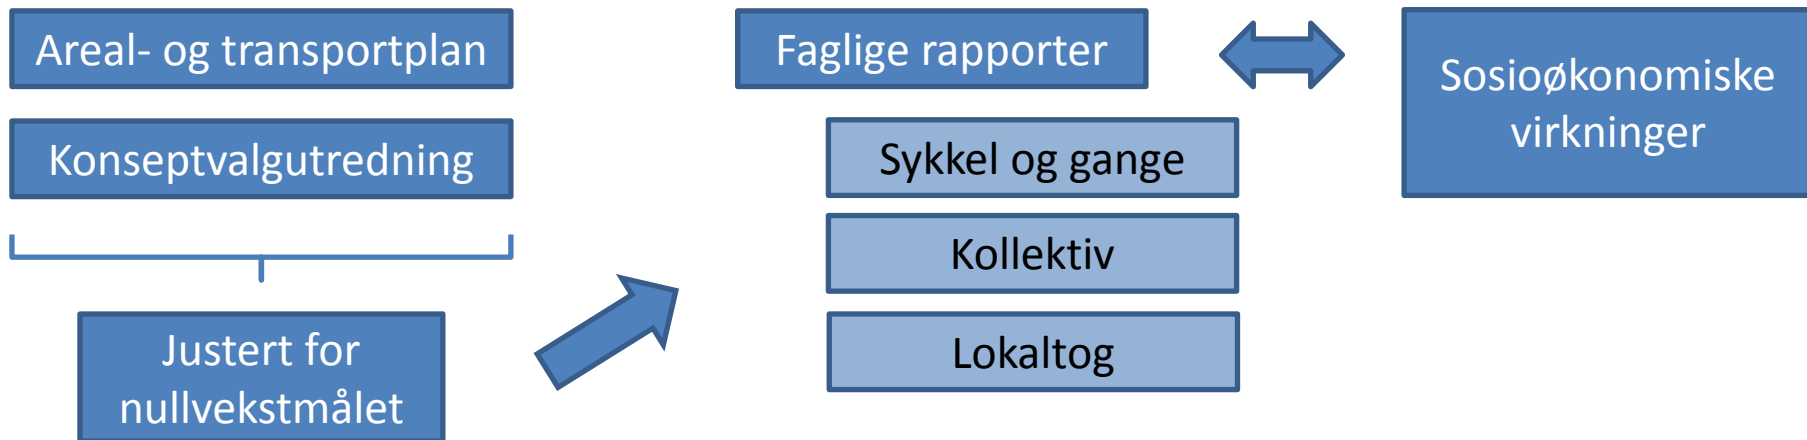 Areal- og transportplan
Konseptvalgutredning
Justert for
nullvekstmålet
Faglige rapporter
Sykkel og gange
Kollektiv
Lokaltog
Sosioøkonomiske
virkninger